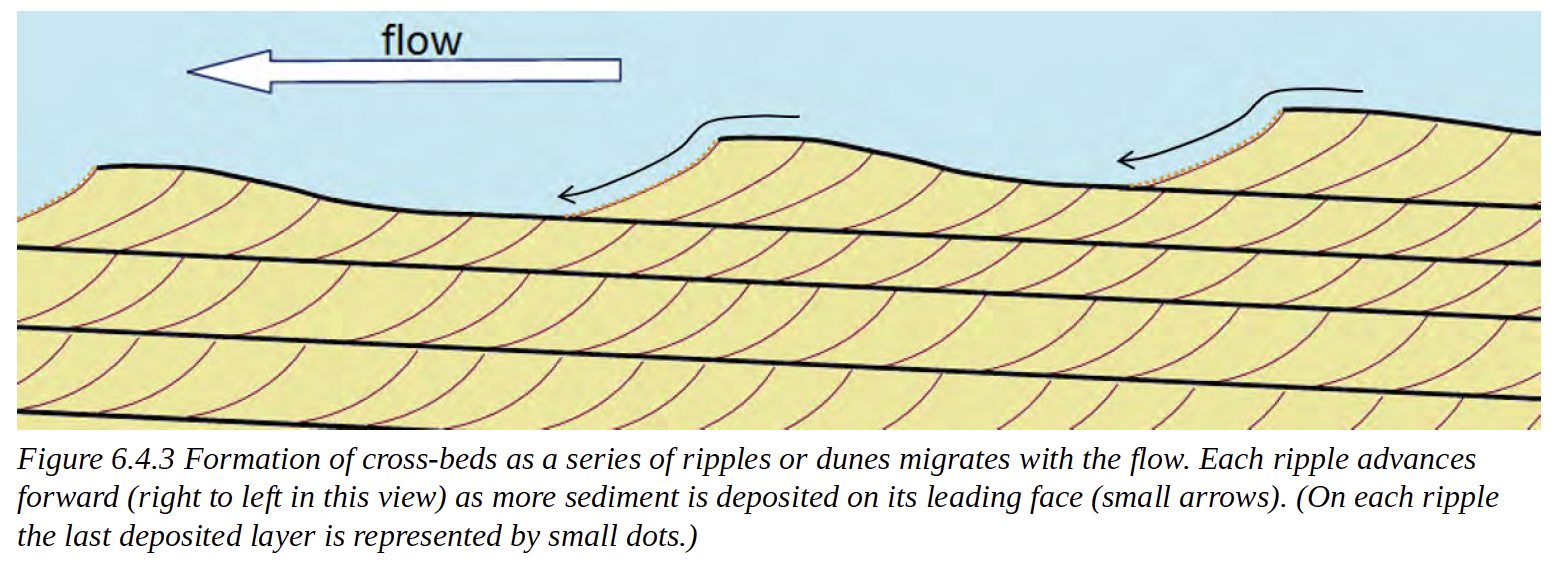 flow
Figure 6.4.3 Formation of cross-beds as a series of ripples or dunes migrates with the flow. Each ripple advances
forward (right to left in this view) as more sediment is deposited on its leading face (small arrows). (On each ripple
the last deposited layer is represented by small dots.)